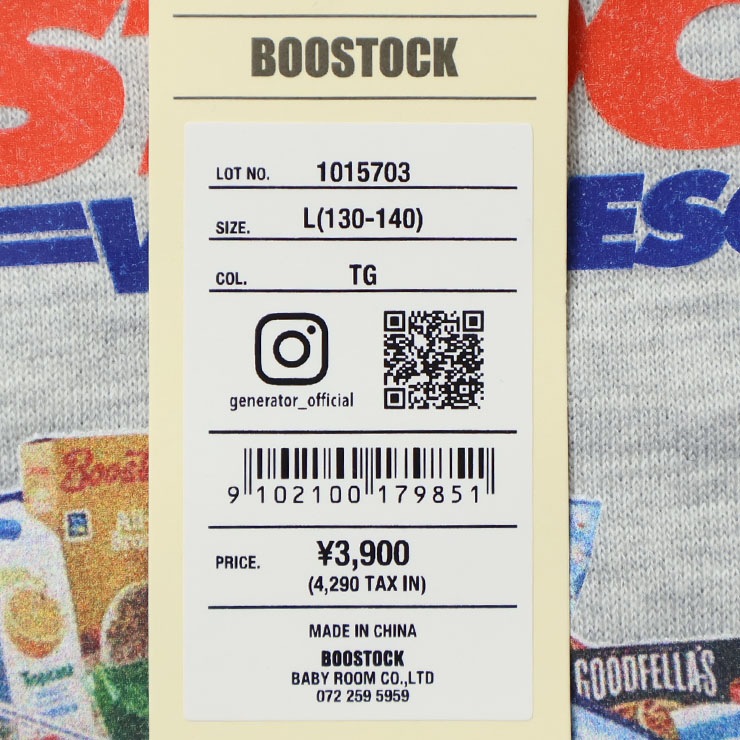 BOOSTOCK
LOT NO. 1015703
SIZE. L(130-140)
COL. TG
generator_official
9 102100 179851
PRICE. ¥3,900
(4,290 TAX IN)
MADE IN CHINA
BOOSTOCK
BABY ROOM CO.,LTD
072 259 5959
Tropicana
GOODFELLA'S